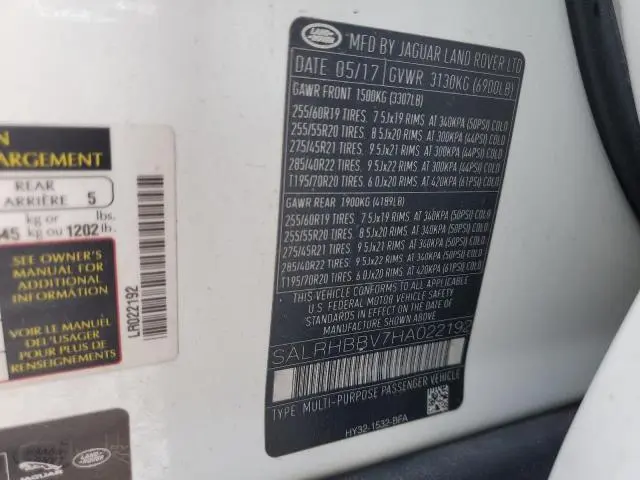 LAND ROVER
MFD BY JAGUAR LAND ROVER LTD
DATE 05/17 GVWR 3130KG (6900LB)
GAWR FRONT 1500KG (3307LB)
255/60R19 TIRES. 7 5Jx19 RIMS AT 340KPA (50PSI) COLD
255/55R20 TIRES. 8 5Jx20 RIMS AT 300KPA (44PSI) COLD
275/45R21 TIRES. 9 5Jx21 RIMS AT 300KPA (44PSI) COLD
285/40R22 TIRES. 9 5Jx22 RIMS AT 300KPA (44PSI) COLD
T195/70R20 TIRES. 6 0Jx20 RIMS AT 420KPA (61PSI) COLD
GAWR REAR 1900KG (4189LB)
255/60R19 TIRES. 7 5Jx19 RIMS AT 340KPA (50PSI) COLD
255/55R20 TIRES. 8 5Jx20 RIMS AT 340KPA (50PSI) COLD
275/45R21 TIRES. 9 5Jx21 RIMS AT 340KPA (50PSI) COLD
285/40R22 TIRES. 9 5Jx22 RIMS AT 340KPA (50PSI) COLD
T195/70R20 TIRES. 6 0Jx20 RIMS AT 420KPA (61PSI) COLD
THIS VEHICLE CONFORMS TO ALL APPLICABLE
U.S. FEDERAL MOTOR VEHICLE SAFETY
STANDARDS IN EFFECT ON THE DATE OF
MANUFACTURE SHOWN ABOVE
SALRHBBV7HA022192
TYPE MULTI-PURPOSE PASSENGER VEHICLE
HY32-1532-BFA
N
ARGEMENT
REAR
ARRIÈRE 5
kg or lbs.
45 kg ou 1202 lb.
SEE OWNER'S
MANUAL FOR
ADDITIONAL
INFORMATION
VOIR LE MANUEL
DEL'USAGER
POUR PLUS DE
RENSEIGNEMENTS
LR022192
JAGUAR
LAND ROVER